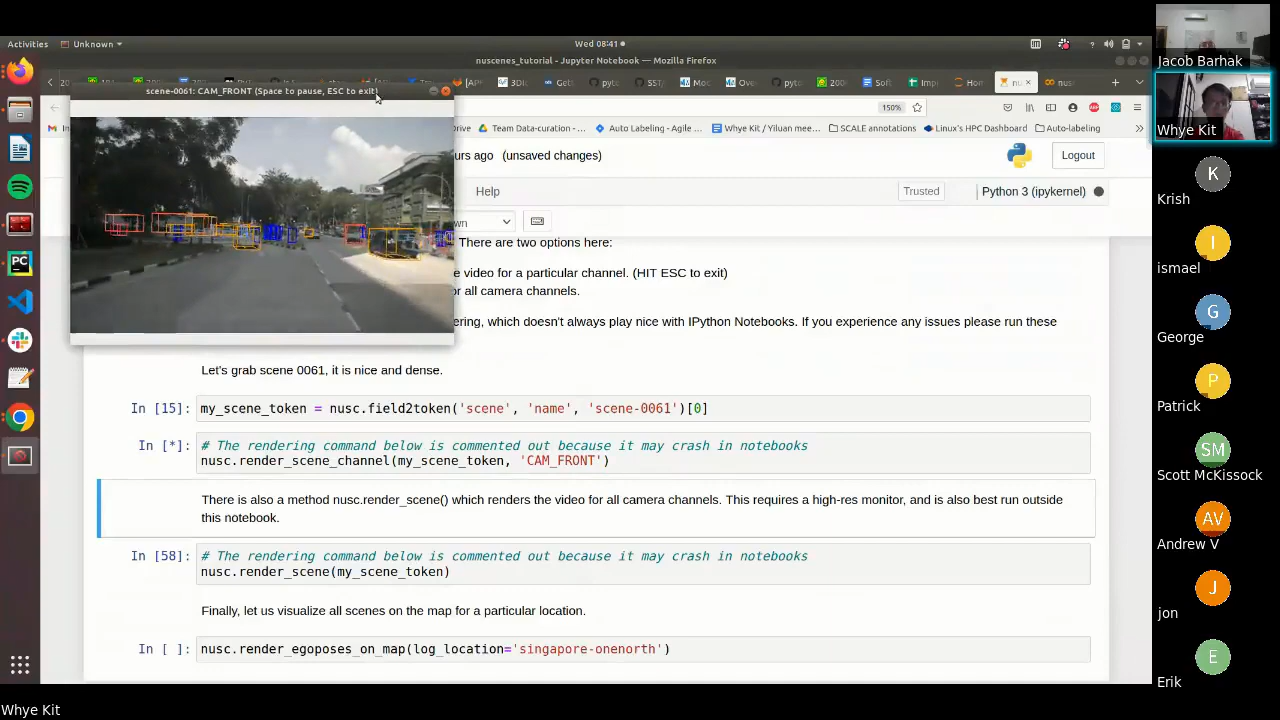 Activities
Unknown
Wed 08:41
nuscenes_tutorial - Jupyter Notebook — Mozilla Firefox
scene-0061: CAM_FRONT (Space to pause, ESC to exit)
150%
Drive
Team Data-curation -
Auto Labeling - Agile ...
Whye Kit / Yiluan meet...
SCALE annotations
Linux's HPC Dashboard
Auto-labeling
urs ago (unsaved changes)
Logout
Help
Trusted
Python 3 (ipykernel)
wn
There are two options here:
e video for a particular channel. (HIT ESC to exit)
or all camera channels.
ering, which doesn't always play nice with IPython Notebooks. If you experience any issues please run these
Let's grab scene 0061, it is nice and dense.
In [15]: my_scene_token = nusc.field2token('scene', 'name', 'scene-0061')[0]
In [*]: # The rendering command below is commented out because it may crash in notebooks
nusc.render_scene_channel(my_scene_token, 'CAM_FRONT')
There is also a method nusc.render_scene() which renders the video for all camera channels. This requires a high-res monitor, and is also best run outside
this notebook.
In [58]: # The rendering command below is commented out because it may crash in notebooks
nusc.render_scene(my_scene_token)
Finally, let us visualize all scenes on the map for a particular location.
In [ ]: nusc.render_egoposes_on_map(log_location='singapore-onenorth')
Jacob Barhak
Whye Kit
K
Krish
I
ismael
G
George
P
Patrick
SM
Scott McKissock
AV
Andrew V
J
jon
E
Erik
Whye Kit